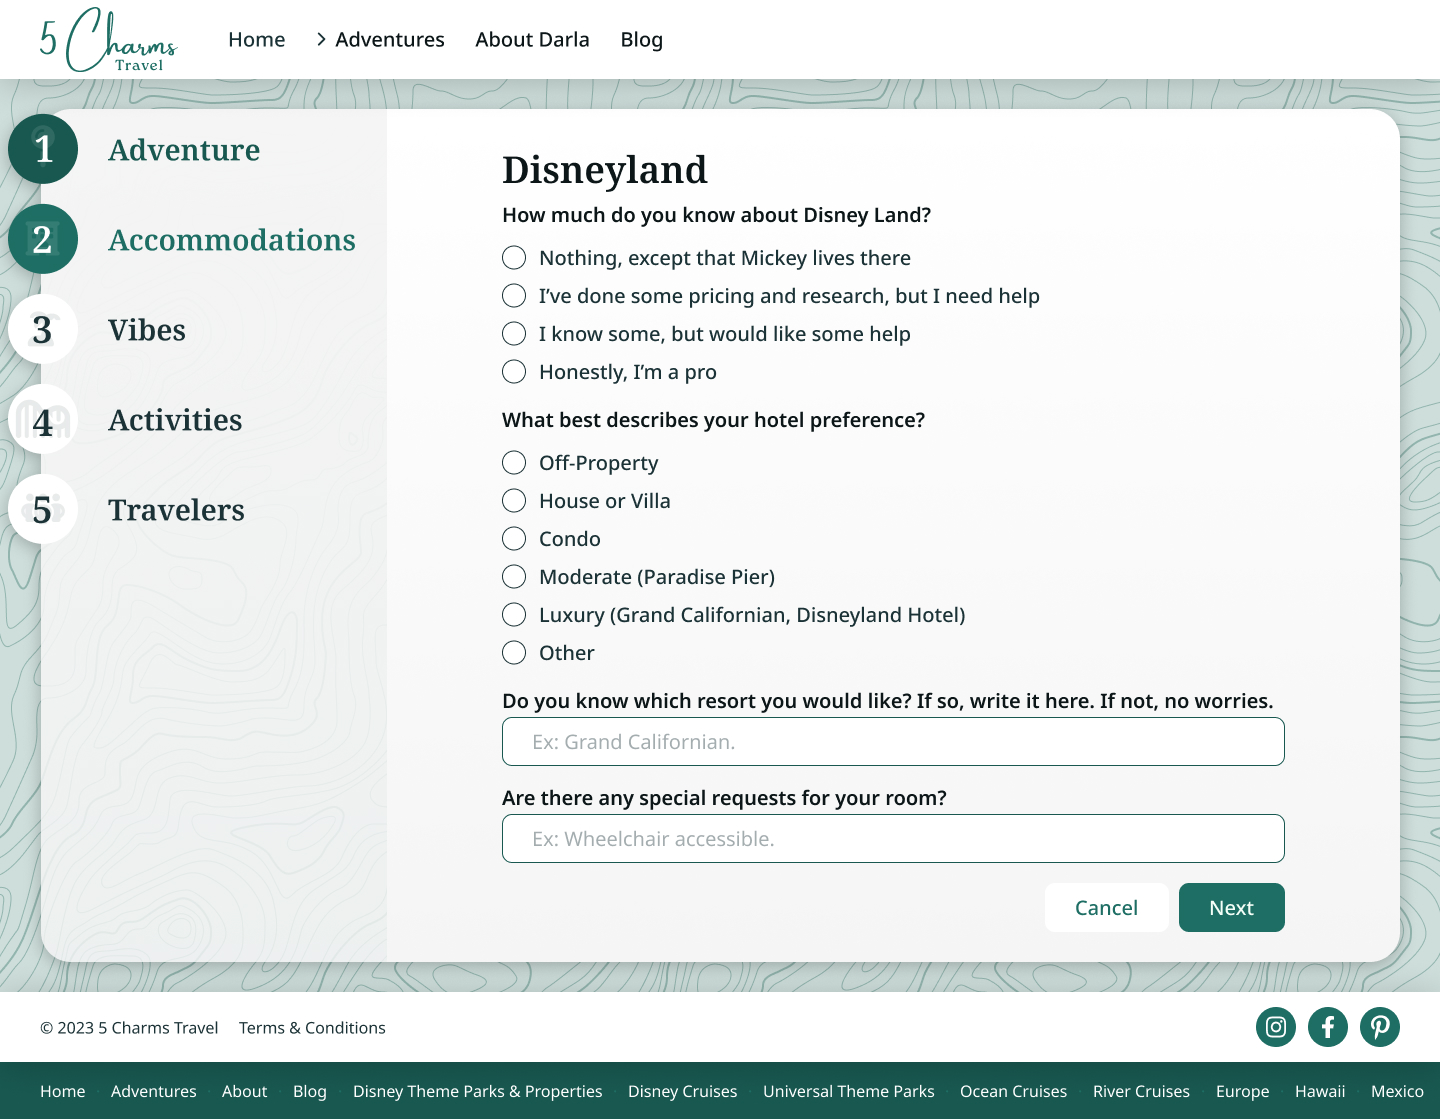 5 Charms
Travel
Home
Adventures
About Darla
Blog
1 Adventure
2 Accommodations
3 Vibes
4 Activities
5 Travelers
Disneyland
How much do you know about Disney Land?
Nothing, except that Mickey lives there
I’ve done some pricing and research, but I need help
I know some, but would like some help
Honestly, I’m a pro
What best describes your hotel preference?
Off-Property
House or Villa
Condo
Moderate (Paradise Pier)
Luxury (Grand Californian, Disneyland Hotel)
Other
Do you know which resort you would like? If so, write it here. If not, no worries.
Ex: Grand Californian.
Are there any special requests for your room?
Ex: Wheelchair accessible.
Cancel
Next
© 2023 5 Charms Travel
Terms & Conditions
Home
Adventures
About
Blog
Disney Theme Parks & Properties
Disney Cruises
Universal Theme Parks
Ocean Cruises
River Cruises
Europe
Hawaii
Mexico